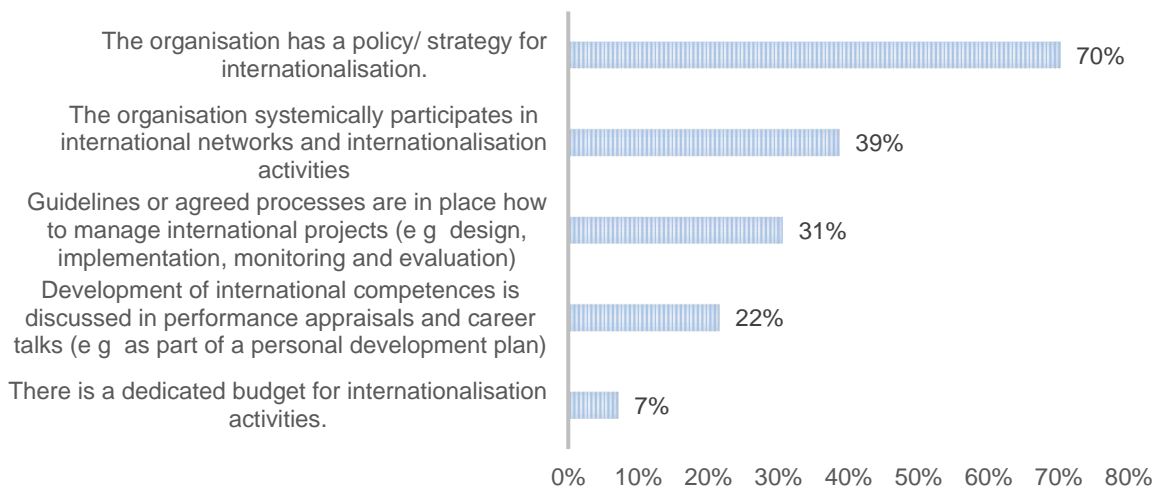 The organisation has a policy/ strategy for
internationalisation.
70%
The organisation systemically participates in
international networks and internationalisation
activities
39%
Guidelines or agreed processes are in place how
to manage international projects (e g  design,
implementation, monitoring and evaluation)
31%
Development of international competences is
discussed in performance appraisals and career
talks (e g  as part of a personal development plan)
22%
There is a dedicated budget for internationalisation
activities.
7%
0% 10% 20% 30% 40% 50% 60% 70% 80%